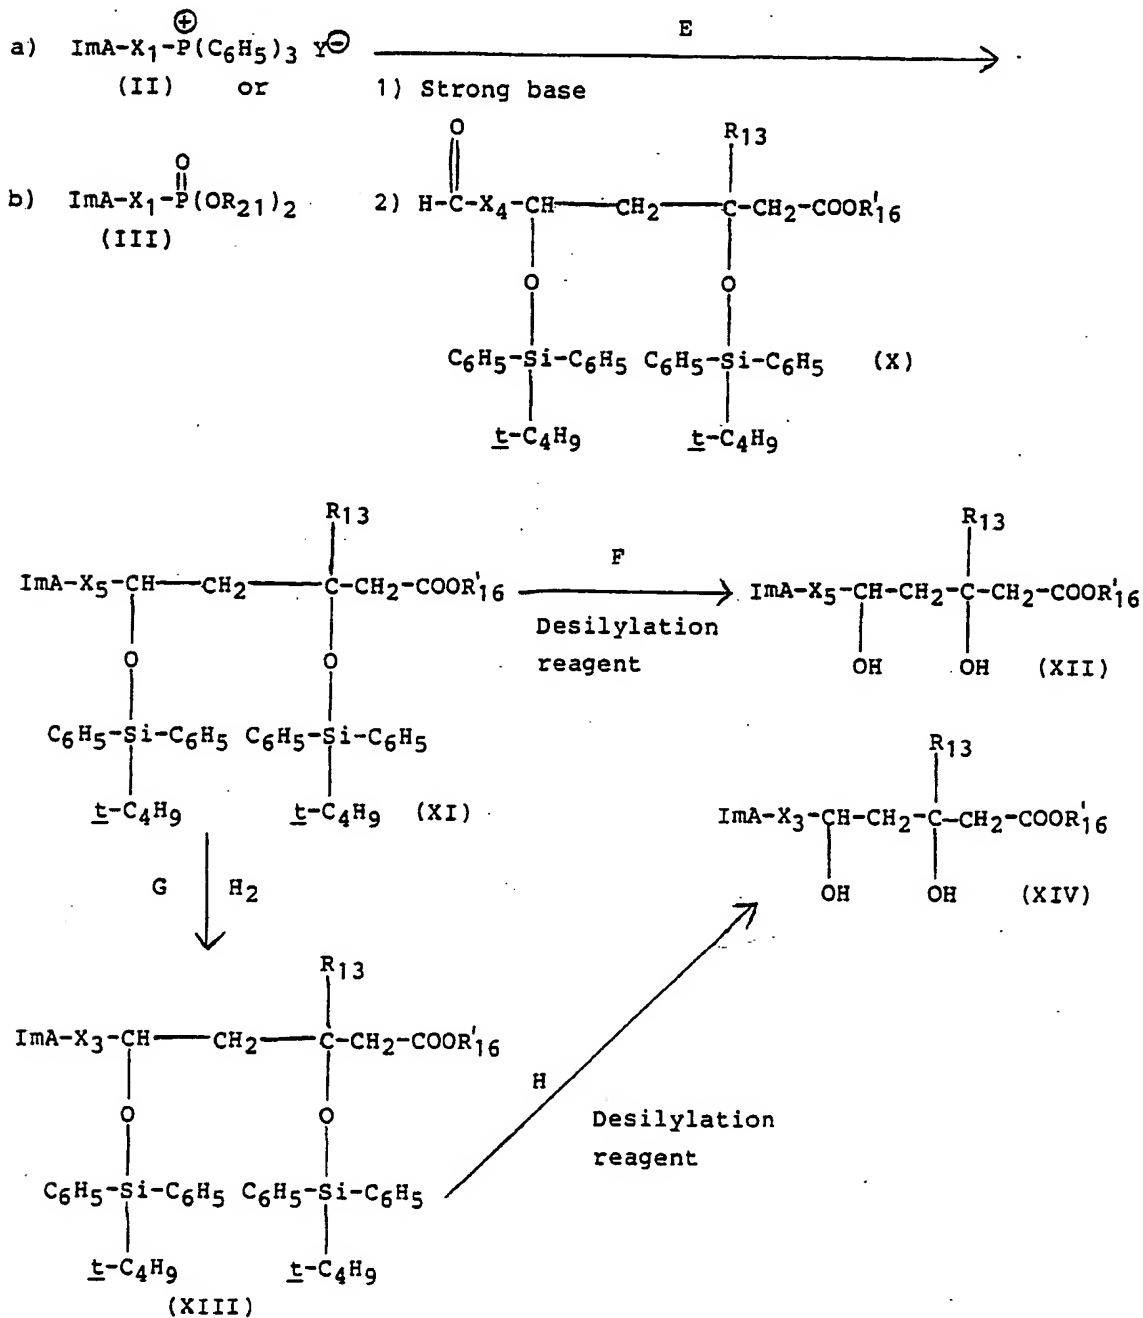 a) ImA-X1-P⊕(C6H5)3 Y⊖
E
(II) or
1) Strong base
b) ImA-X1-P(OR21)2
O
(III)
2) H-C-X4-CH-CH2-C-CH2-COOR'16
O
R13
O O
C6H5-Si-C6H5 C6H5-Si-C6H5 (X)
t-C4H9 t-C4H9
R13
ImA-X5-CH-CH2-C-CH2-COOR'16
O O
C6H5-Si-C6H5 C6H5-Si-C6H5
t-C4H9 t-C4H9 (XI)
F
Desilylation
reagent
R13
ImA-X5-CH-CH2-C-CH2-COOR'16
OH OH (XII)
G H2
R13
ImA-X3-CH-CH2-C-CH2-COOR'16
OH OH (XIV)
R13
ImA-X3-CH-CH2-C-CH2-COOR'16
O O
C6H5-Si-C6H5 C6H5-Si-C6H5
t-C4H9 t-C4H9
(XIII)
H
Desilylation
reagent